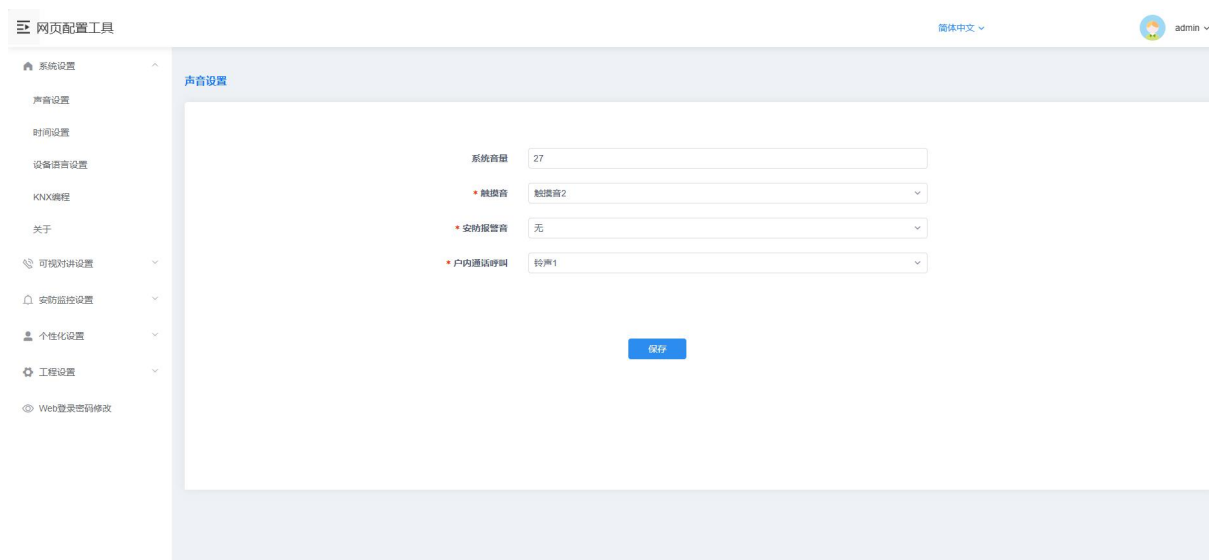 网页配置工具
简体中文
admin
系统设置
声音设置
时间设置
设备语言设置
KNX编程
关于
可视对讲设置
安防监控设置
个性化设置
工程设置
Web登录密码修改
声音设置
系统音量 27
* 触摸音 触摸音2
* 安防报警音 无
* 户内通话呼叫 铃声1
保存